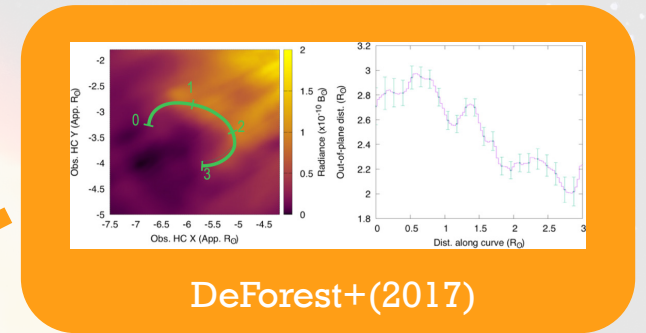 -2
-2.5
-3
-3.5
-4
-4.5
-5
-7.5 -7 -6.5 -6 -5.5 -5 -4.5
Obs. HC X (App. R⊙)
Obs. HC Y (App. R⊙)
0
1
3
2
1.5
1
0.5
0
Radiance (x10⁻¹⁰ B⊙)
3.2
3
2.8
2.6
2.4
2.2
2
1.8
0 0.5 1 1.5 2 2.5 3
Dist. along curve (R⊙)
Out-of-plane dist. (R⊙)
DeForest+(2017)